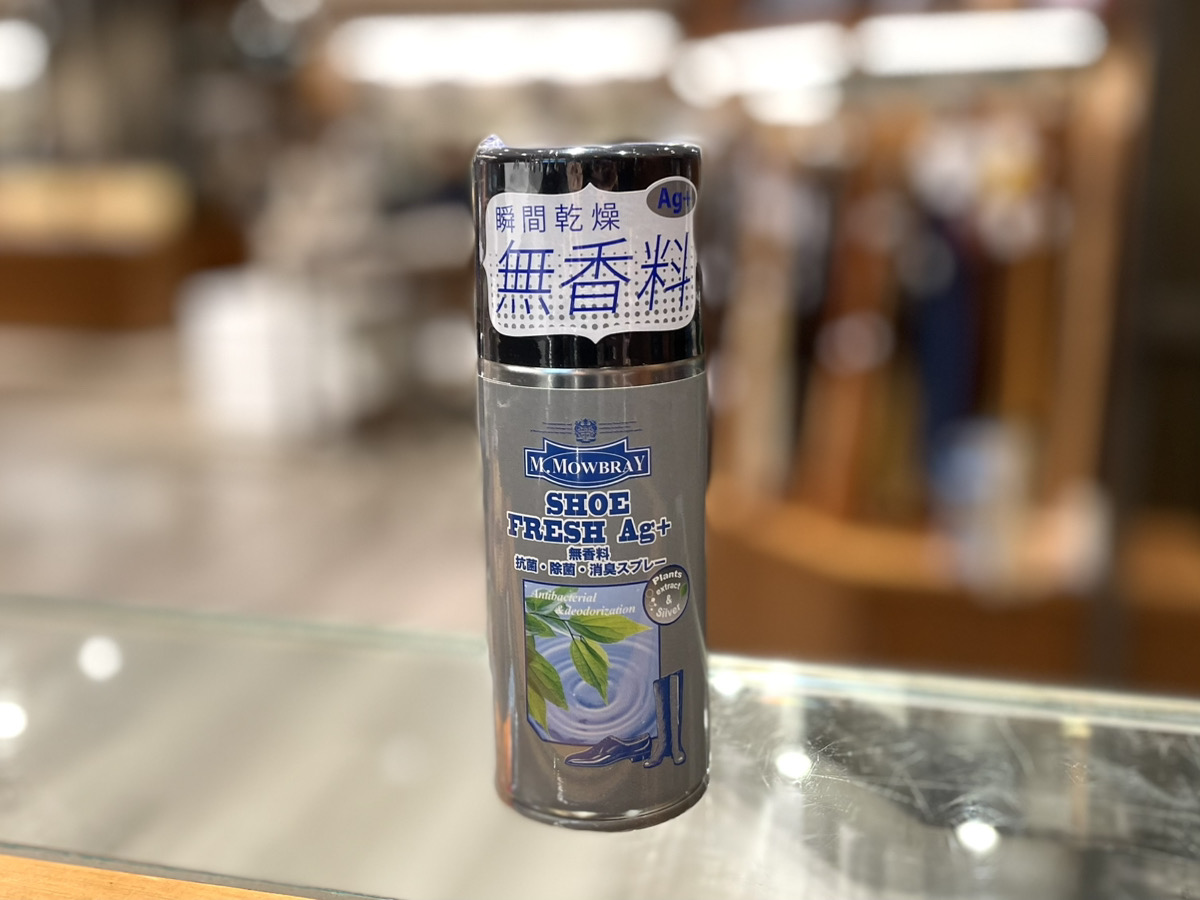 Ag+
瞬間乾燥
無香料
M.MOWBRAY
SHOE
FRESH Ag+
無香料
抗菌・除菌・消臭スプレー
Plants
extract
&
Silver
Antibacterial
&deodorization